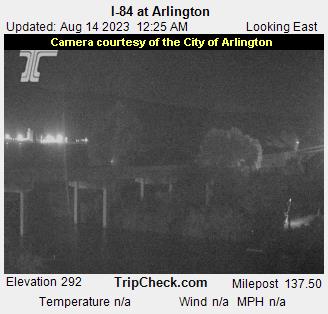 I-84 at Arlington
Updated: Aug 14 2023 12:25 AM Looking East
Camera courtesy of the City of Arlington
Elevation 292 TripCheck.com Milepost 137.50
Temperature n/a Wind n/a MPH n/a